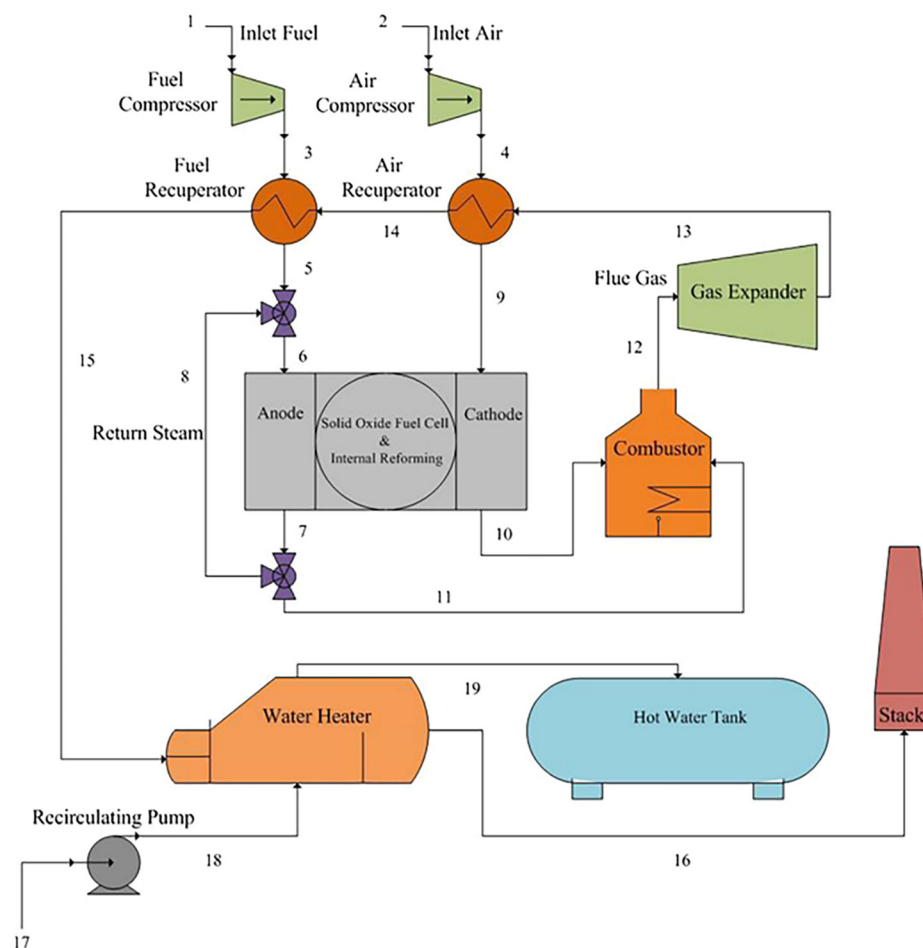 1
2
Inlet Fuel
Inlet Air
Fuel
Compressor
Air
Compressor
3
4
Fuel
Recuperator
Air
Recuperator
14
13
5
9
Flue Gas
Gas Expander
12
15
8
6
Return Steam
Anode
Solid Oxide Fuel Cell
&
Internal Reforming
Cathode
Combustor
7
10
11
Water Heater
19
Hot Water Tank
Stack
Recirculating Pump
18
16
17